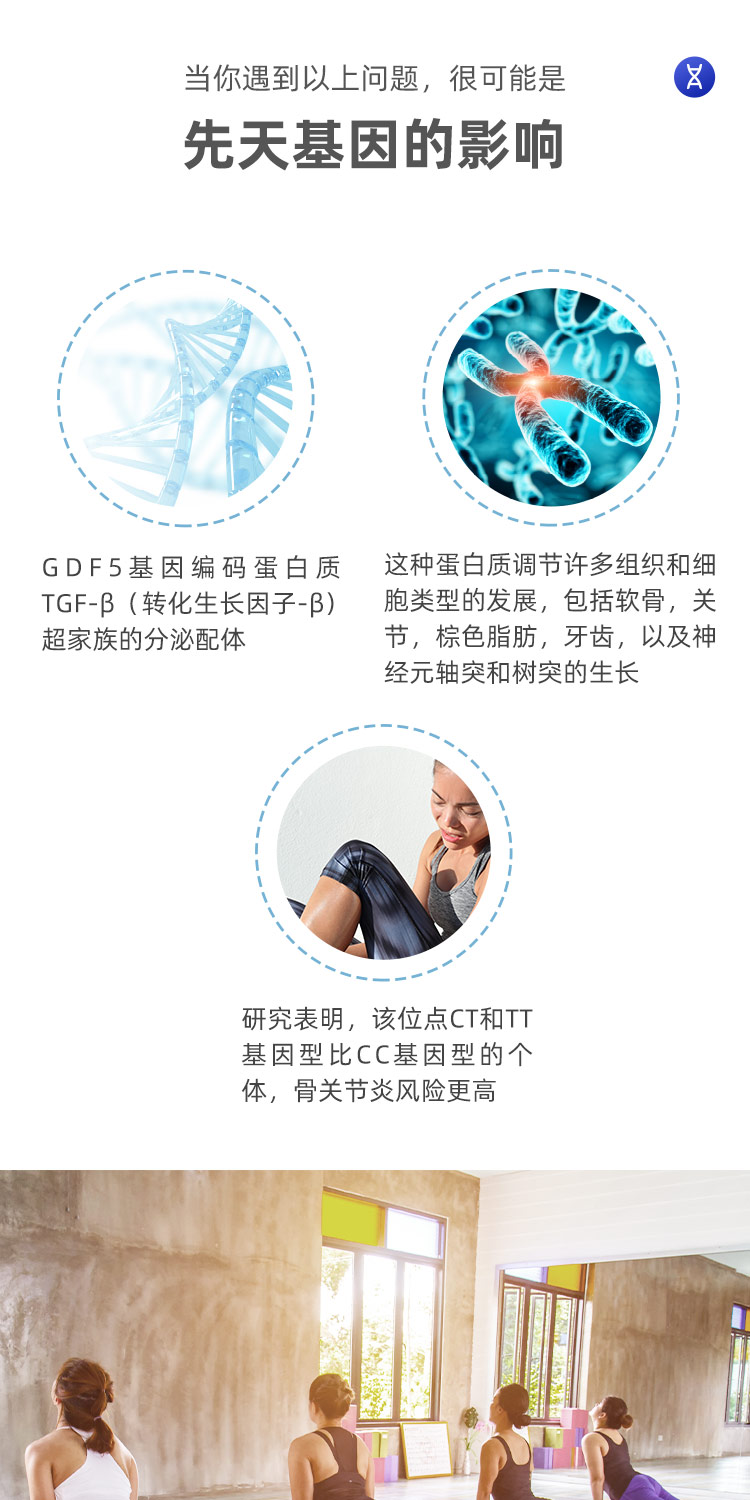 当你遇到以上问题，很可能是
先天基因的影响
GDF5基因编码蛋白质
TGF-β（转化生长因子-β）
超家族的分泌配体
这种蛋白质调节许多组织和细
胞类型的发展，包括软骨，关
节，棕色脂肪，牙齿，以及神
经元轴突和树突的生长
研究表明，该位点CT和TT
基因型比CC基因型的个
体，骨关节炎风险更高